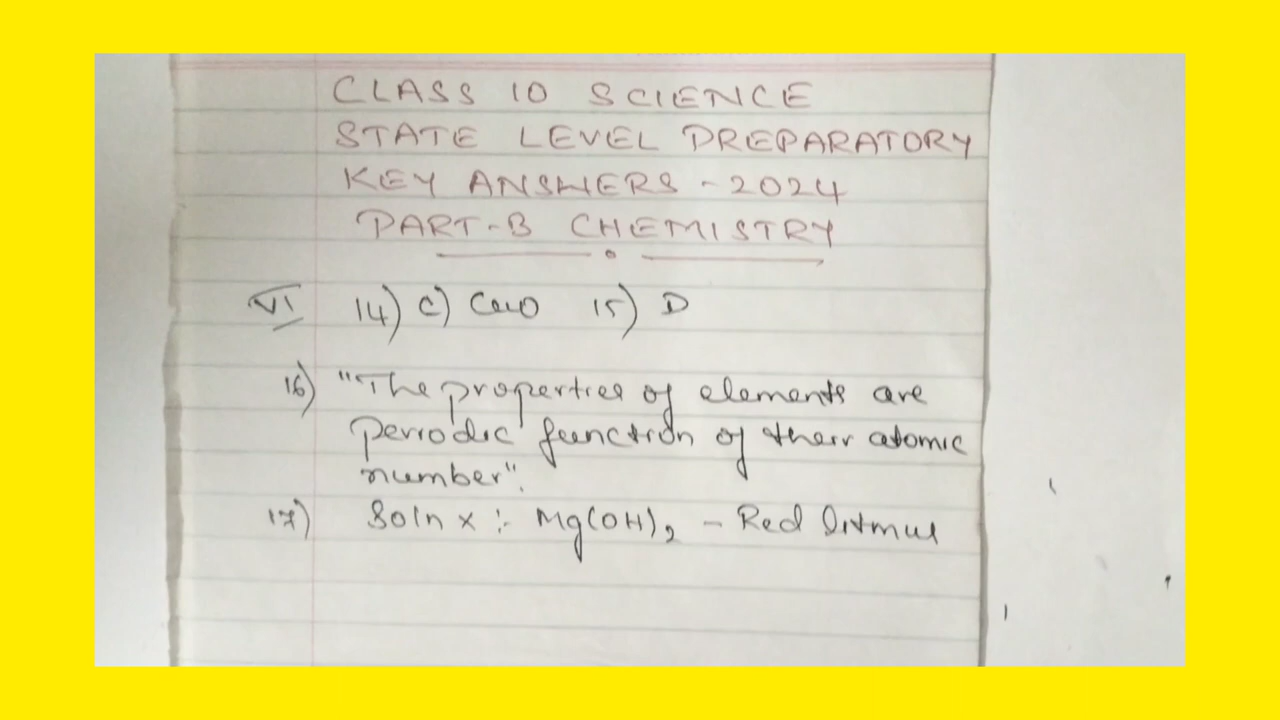 CLASS 10 SCIENCE
STATE LEVEL PREPARATORY
KEY ANSWERS - 2024
PART-B CHEMISTRY
VI 14) C) CuO 15) D
16) "The properties of elements are
periodic function of their atomic
number".
17) Soln x :- Mg(OH)₂ - Red litmus